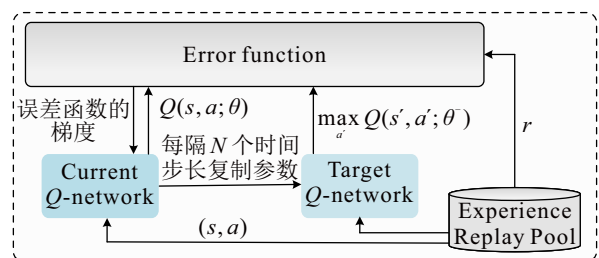 Error function
误差函数的
梯度
Q(s, a; θ)
max Q(s′, a′; θ⁻)
a′
r
每隔 N 个时间
步长复制参数
Current
Q-network
Target
Q-network
(s, a)
Experience
Replay Pool